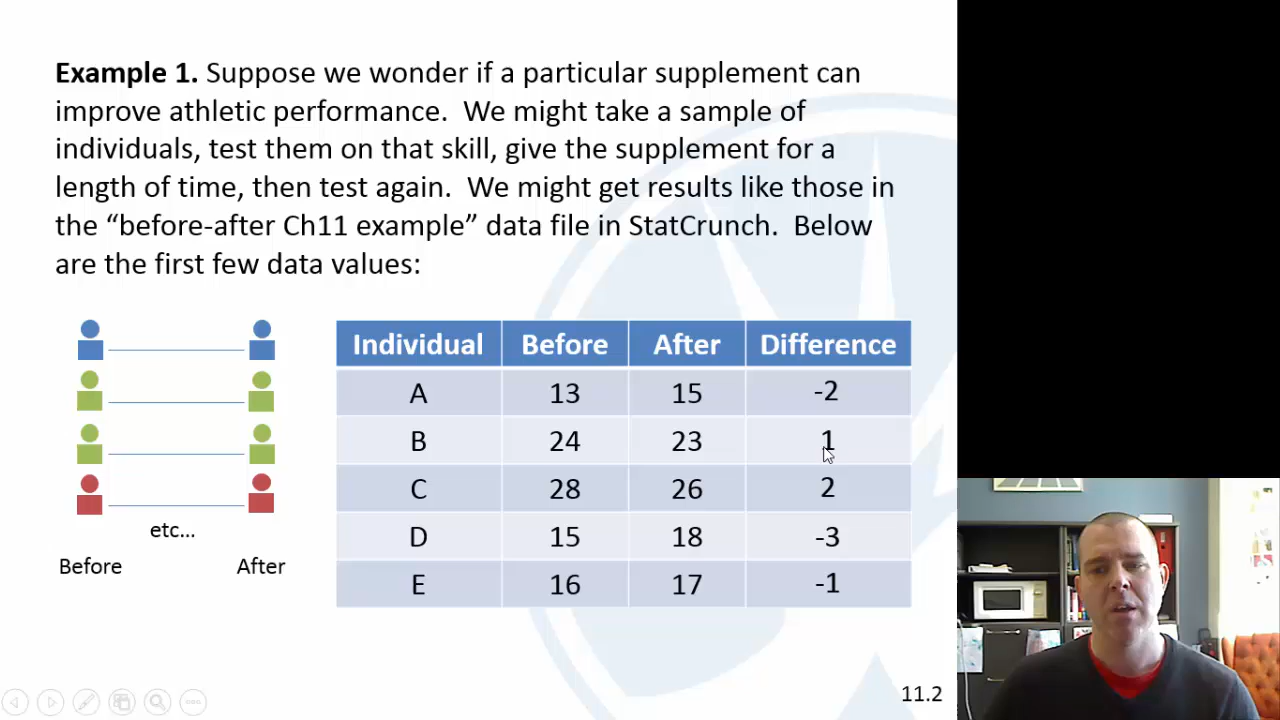 Example 1. Suppose we wonder if a particular supplement can
improve athletic performance. We might take a sample of
individuals, test them on that skill, give the supplement for a
length of time, then test again. We might get results like those in
the “before-after Ch11 example” data file in StatCrunch. Below
are the first few data values:
etc...
Before After
Individual Before After Difference
A 13 15 -2
B 24 23 1
C 28 26 2
D 15 18 -3
E 16 17 -1
11.2